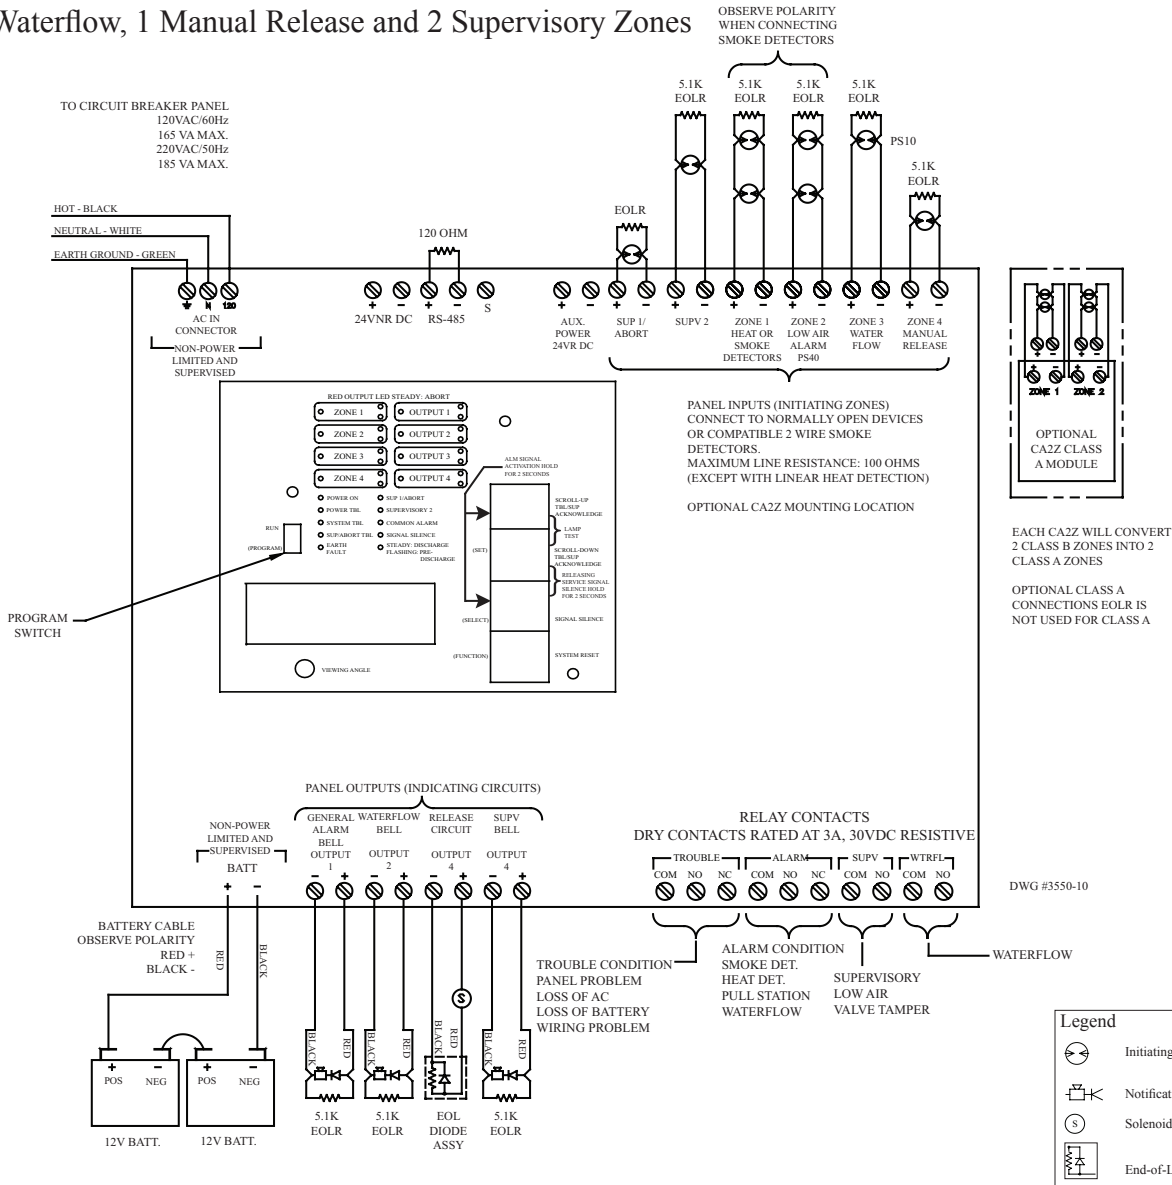 Waterflow, 1 Manual Release and 2 Supervisory Zones
OBSERVE POLARITY
WHEN CONNECTING
SMOKE DETECTORS
TO CIRCUIT BREAKER PANEL
120VAC/60Hz
165 VA MAX.
220VAC/50Hz
185 VA MAX.
5.1K
EOLR
5.1K
EOLR
5.1K
EOLR
5.1K
EOLR
PS10
5.1K
EOLR
EOLR
HOT - BLACK
NEUTRAL - WHITE
EARTH GROUND - GREEN
120 OHM
N
120
AC IN
CONNECTOR
NON-POWER
LIMITED AND
SUPERVISED
+ -
24VNR DC
+ -
RS-485
S
+ -
AUX.
POWER
24VR DC
+ -
SUP 1/
ABORT
+ -
SUPV 2
+ -
ZONE 1
HEAT OR
SMOKE
DETECTORS
+ -
ZONE 2
LOW AIR
ALARM
PS40
+ -
ZONE 3
WATER
FLOW
+ -
ZONE 4
MANUAL
RELEASE
+ - + -
+ - + -
ZONE 1 ZONE 2
OPTIONAL
CA2Z CLASS
A MODULE
PANEL INPUTS (INITIATING ZONES)
CONNECT TO NORMALLY OPEN DEVICES
OR COMPATIBLE 2 WIRE SMOKE
DETECTORS.
MAXIMUM LINE RESISTANCE: 100 OHMS
(EXCEPT WITH LINEAR HEAT DETECTION)
OPTIONAL CA2Z MOUNTING LOCATION
EACH CA2Z WILL CONVERT
2 CLASS B ZONES INTO 2
CLASS A ZONES
OPTIONAL CLASS A
CONNECTIONS EOLR IS
NOT USED FOR CLASS A
RED OUTPUT LED STEADY: ABORT
ZONE 1 OUTPUT 1
ZONE 2 OUTPUT 2
ZONE 3 OUTPUT 3
ZONE 4 OUTPUT 4
POWER ON SUP 1/ABORT
POWER TBL SUPERVISORY 2
SYSTEM TBL COMMON ALARM
SUP/ABORT TBL SIGNAL SILENCE
EARTH
FAULT
STEADY: DISCHARGE
FLASHING: PRE-
DISCHARGE
ALM SIGNAL
ACTIVATION HOLD
FOR 2 SECONDS
RUN
(PROGRAM)
PROGRAM
SWITCH
(SET)
(SELECT)
(FUNCTION)
SCROLL-UP
TBL/SUP
ACKNOWLEDGE
LAMP
TEST
SCROLL-DOWN
TBL/SUP
ACKNOWLEDGE
RELEASING
SERVICE SIGNAL
SILENCE HOLD
FOR 2 SECONDS
SIGNAL SILENCE
SYSTEM RESET
VIEWING ANGLE
PANEL OUTPUTS (INDICATING CIRCUITS)
NON-POWER
LIMITED AND
SUPERVISED
BATT
+ -
GENERAL
ALARM
BELL
OUTPUT
1
- +
WATERFLOW
BELL
OUTPUT
2
- +
RELEASE
CIRCUIT
OUTPUT
4
- +
SUPV
BELL
OUTPUT
4
- +
RELAY CONTACTS
DRY CONTACTS RATED AT 3A, 30VDC RESISTIVE
TROUBLE ALARM SUPV WTRFL
COM NO NC COM NO NC COM NO COM NO
DWG #3550-10
BATTERY CABLE
OBSERVE POLARITY
RED +
BLACK -
RED
BLACK
TROUBLE CONDITION
PANEL PROBLEM
LOSS OF AC
LOSS OF BATTERY
WIRING PROBLEM
ALARM CONDITION
SMOKE DET.
HEAT DET.
PULL STATION
WATERFLOW
SUPERVISORY
LOW AIR
VALVE TAMPER
WATERFLOW
S
BLACK
RED
BLACK
RED
BLACK
RED
BLACK
RED
+ - + -
POS NEG POS NEG
12V BATT. 12V BATT.
5.1K
EOLR
5.1K
EOLR
EOL
DIODE
ASSY
5.1K
EOLR
Legend
Initiating
Notificat
S Solenoid
End-of-L